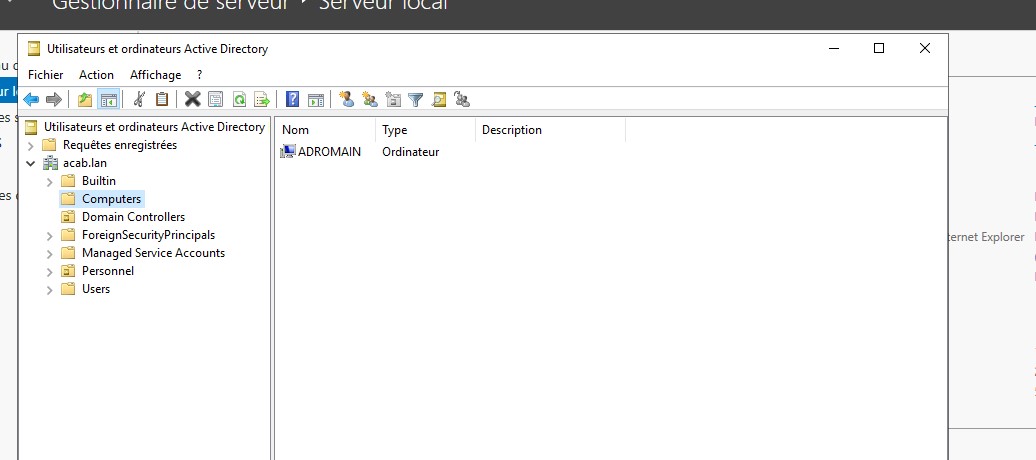 Gestionnaire de serveur • Serveur local
Utilisateurs et ordinateurs Active Directory
Fichier Action Affichage ?
Utilisateurs et ordinateurs Active Directory
Requêtes enregistrées
acab.lan
Builtin
Computers
Domain Controllers
ForeignSecurityPrincipals
Managed Service Accounts
Personnel
Users
Nom Type Description
ADROMAIN Ordinateur
Explorer